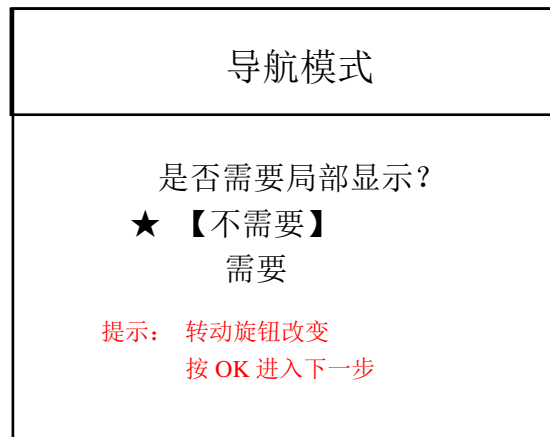 导航模式
是否需要局部显示？
★ 【不需要】
需要
提示： 转动旋钮改变
按 OK 进入下一步